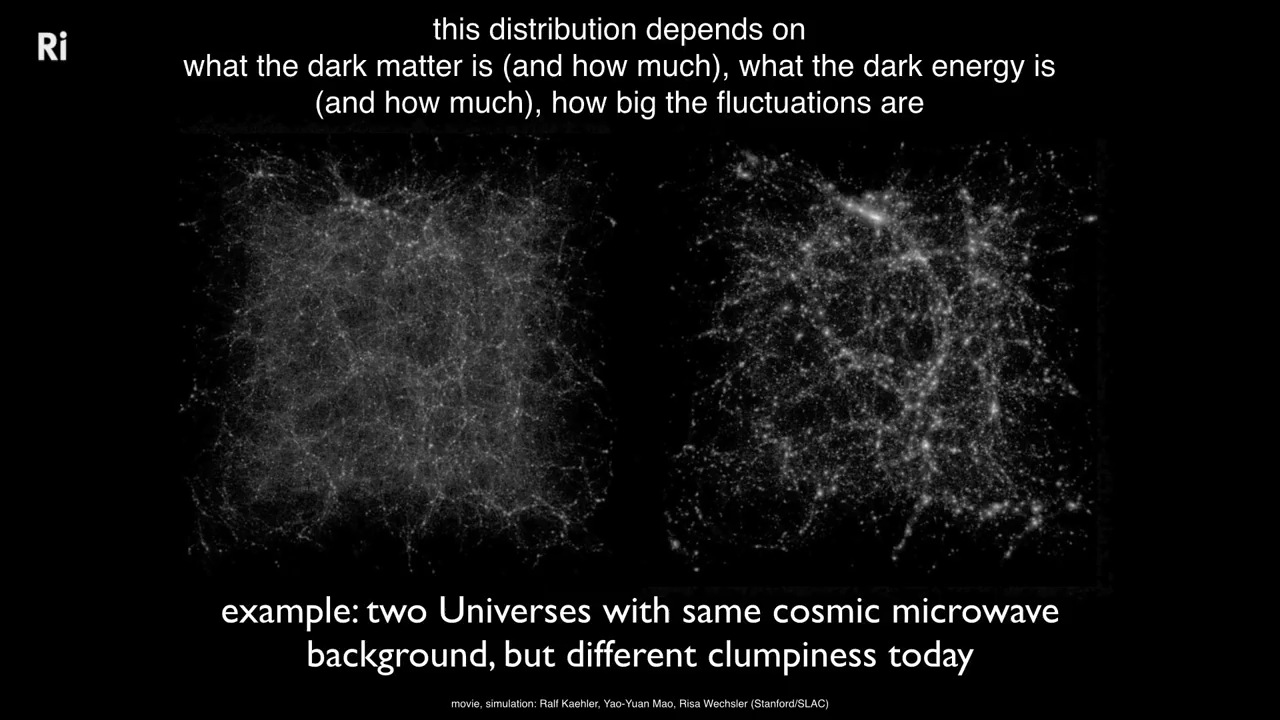 Ri
this distribution depends on
what the dark matter is (and how much), what the dark energy is
(and how much), how big the fluctuations are
example: two Universes with same cosmic microwave
background, but different clumpiness today
movie, simulation: Ralf Kaehler, Yao-Yuan Mao, Risa Wechsler (Stanford/SLAC)